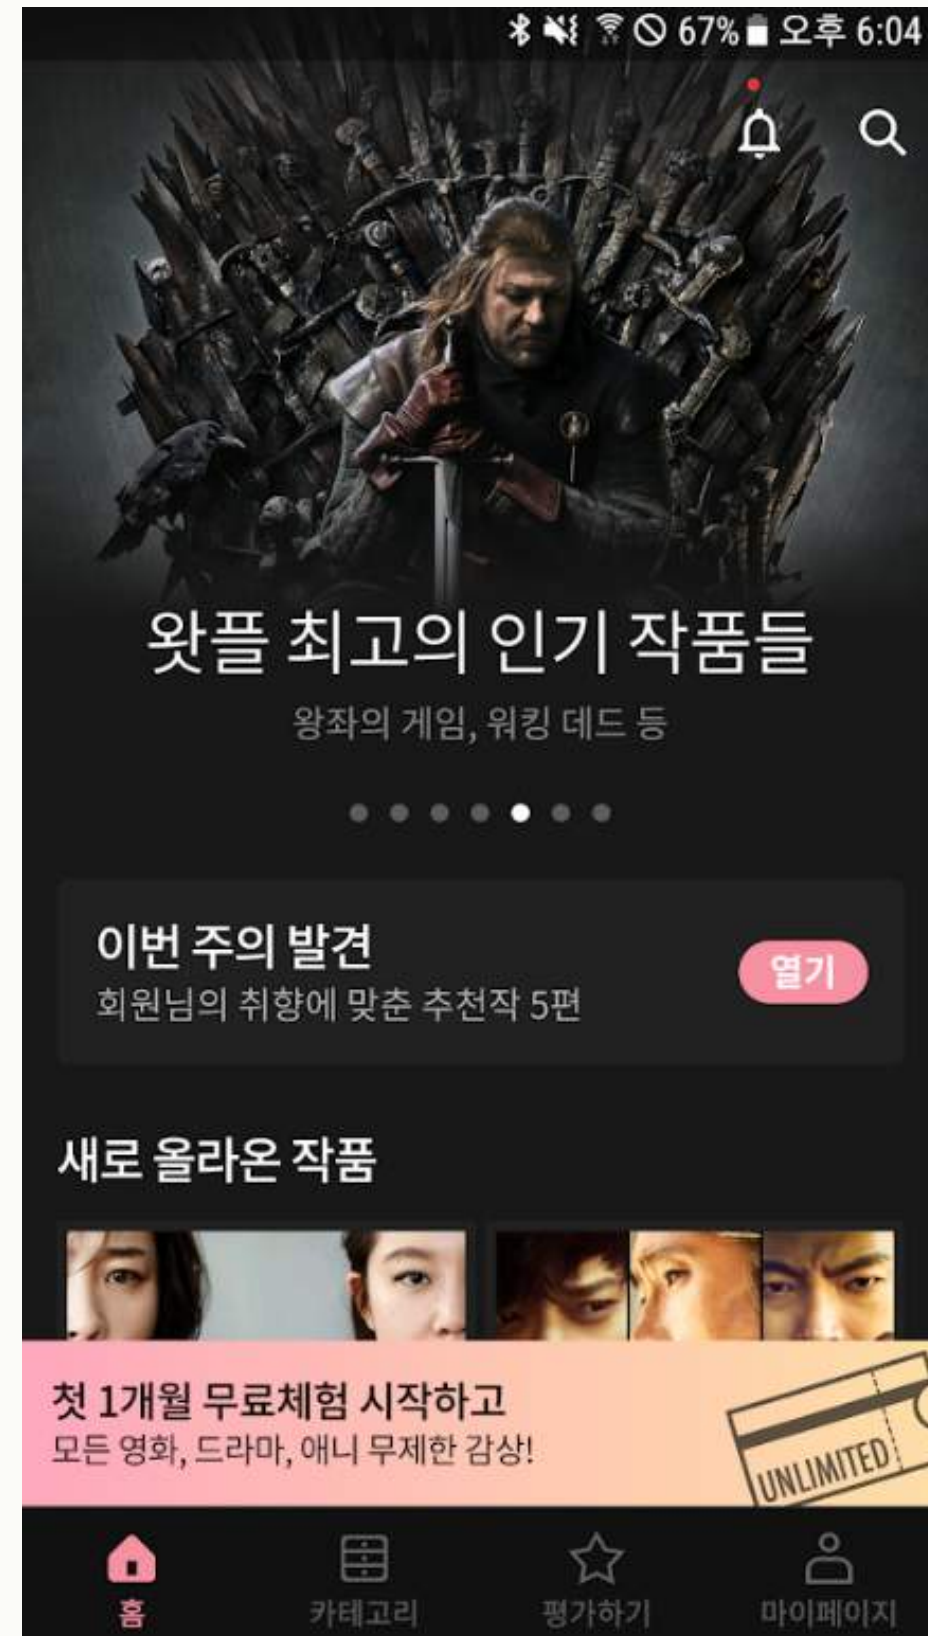 67% 오후 6:04
왓플 최고의 인기 작품들
왕좌의 게임, 워킹 데드 등
이번 주의 발견
회원님의 취향에 맞춘 추천작 5편
열기
새로 올라온 작품
첫 1개월 무료체험 시작하고
모든 영화, 드라마, 애니 무제한 감상!
UNLIMITED
홈 카테고리 평가하기 마이페이지